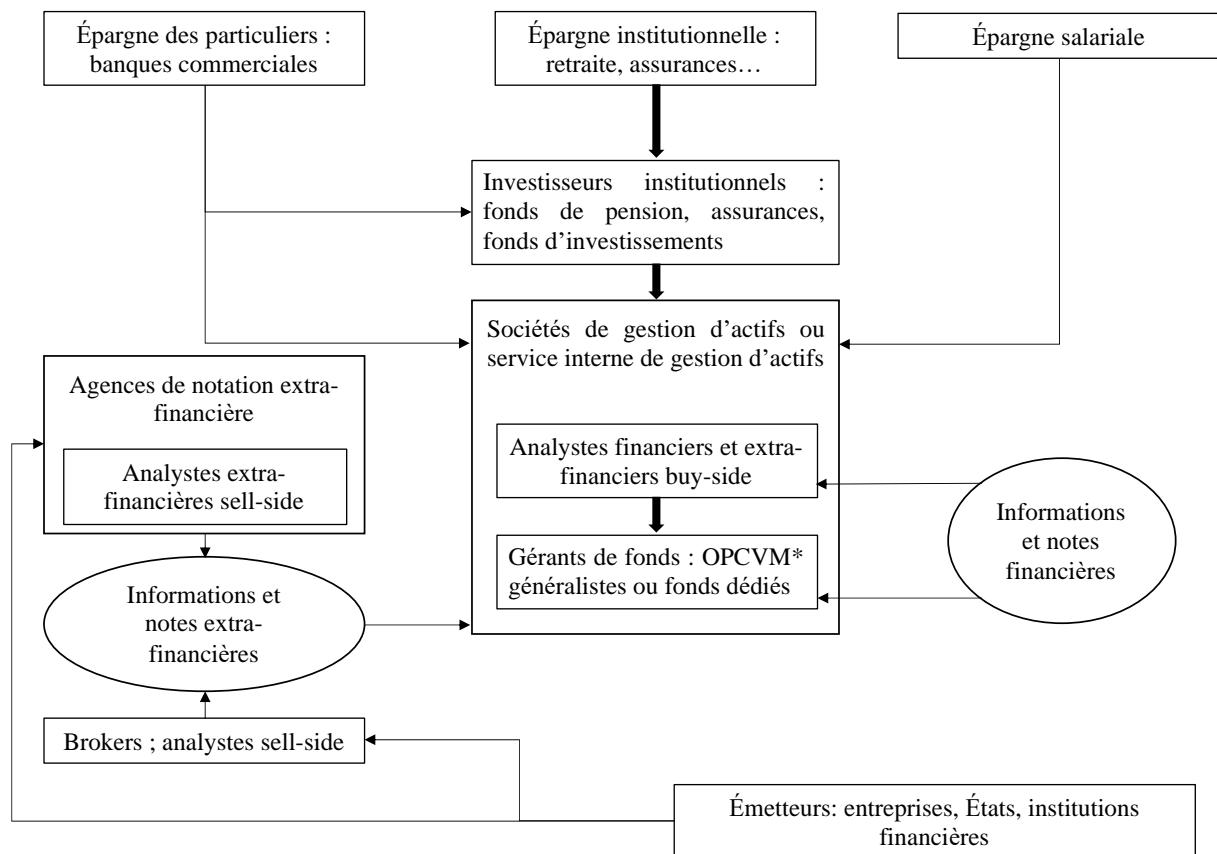 Épargne des particuliers :
banques commerciales
Épargne institutionnelle :
retraite, assurances…
Épargne salariale
Investisseurs institutionnels :
fonds de pension, assurances,
fonds d’investissements
Sociétés de gestion d’actifs ou
service interne de gestion d’actifs
Agences de notation extra-
financière
Analystes extra-
financières sell-side
Analystes financiers et extra-
financiers buy-side
Gérants de fonds : OPCVM*
généralistes ou fonds dédiés
Informations
et notes
financières
Informations et
notes extra-
financières
Brokers ; analystes sell-side
Émetteurs: entreprises, États, institutions
financières